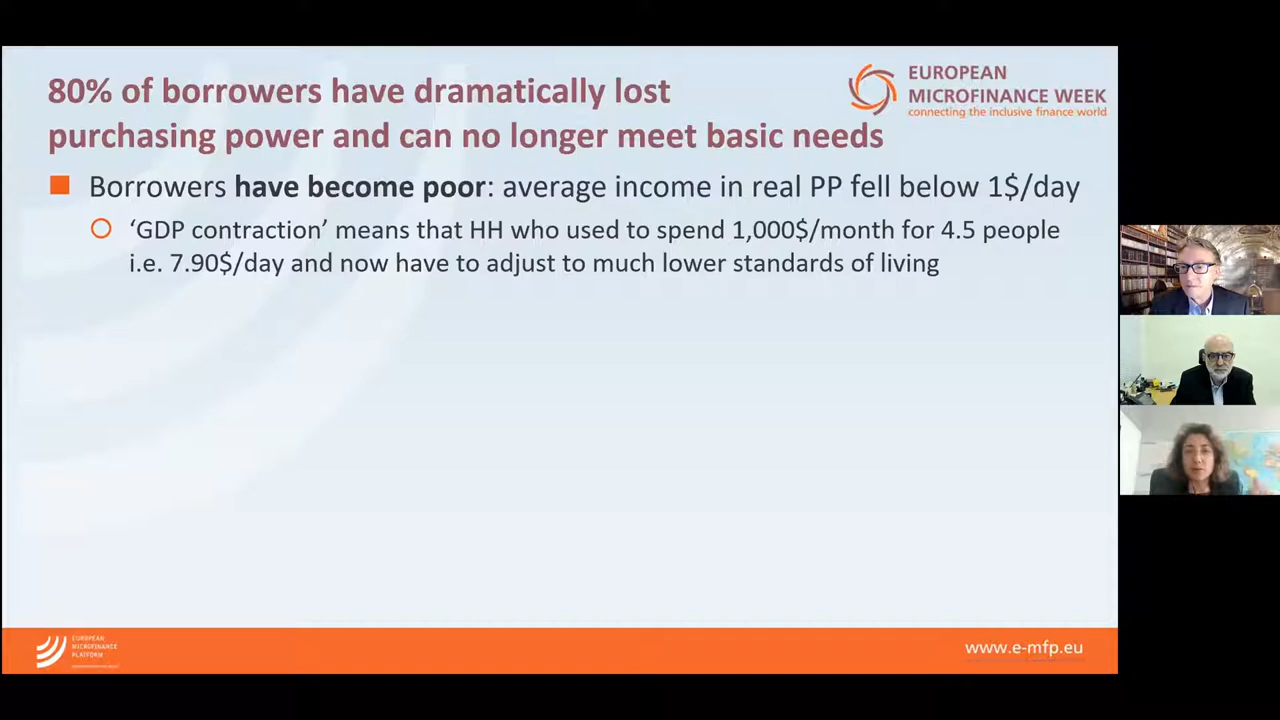 80% of borrowers have dramatically lost
purchasing power and can no longer meet basic needs
EUROPEAN
MICROFINANCE WEEK
connecting the inclusive finance world
Borrowers have become poor: average income in real PP fell below 1$/day
‘GDP contraction’ means that HH who used to spend 1,000$/month for 4.5 people
i.e. 7.90$/day and now have to adjust to much lower standards of living
EUROPEAN
MICROFINANCE
PLATFORM
www.e-mfp.eu